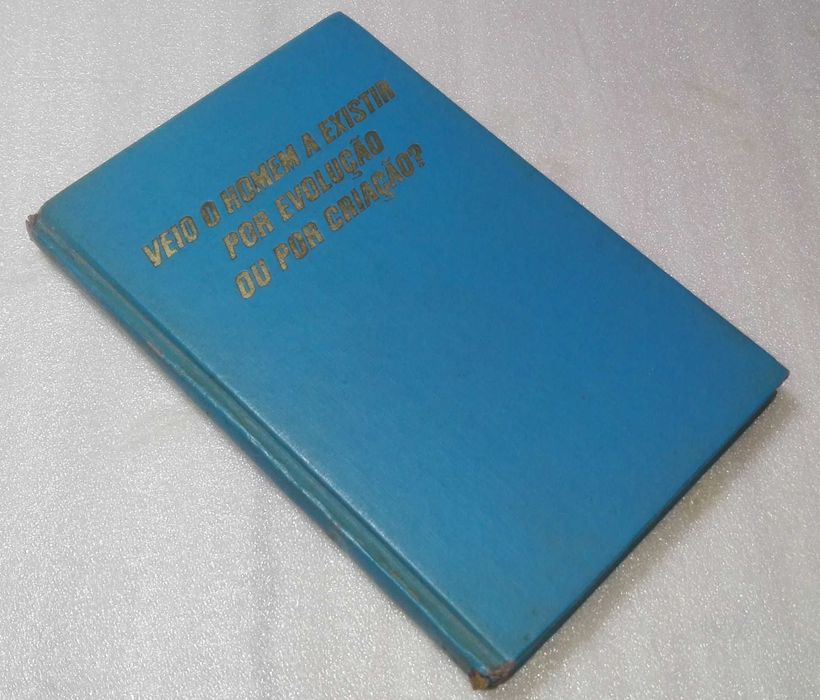 VEIO O HOMEM A EXISTIR
POR EVOLUÇÃO
OU POR CRIAÇÃO?